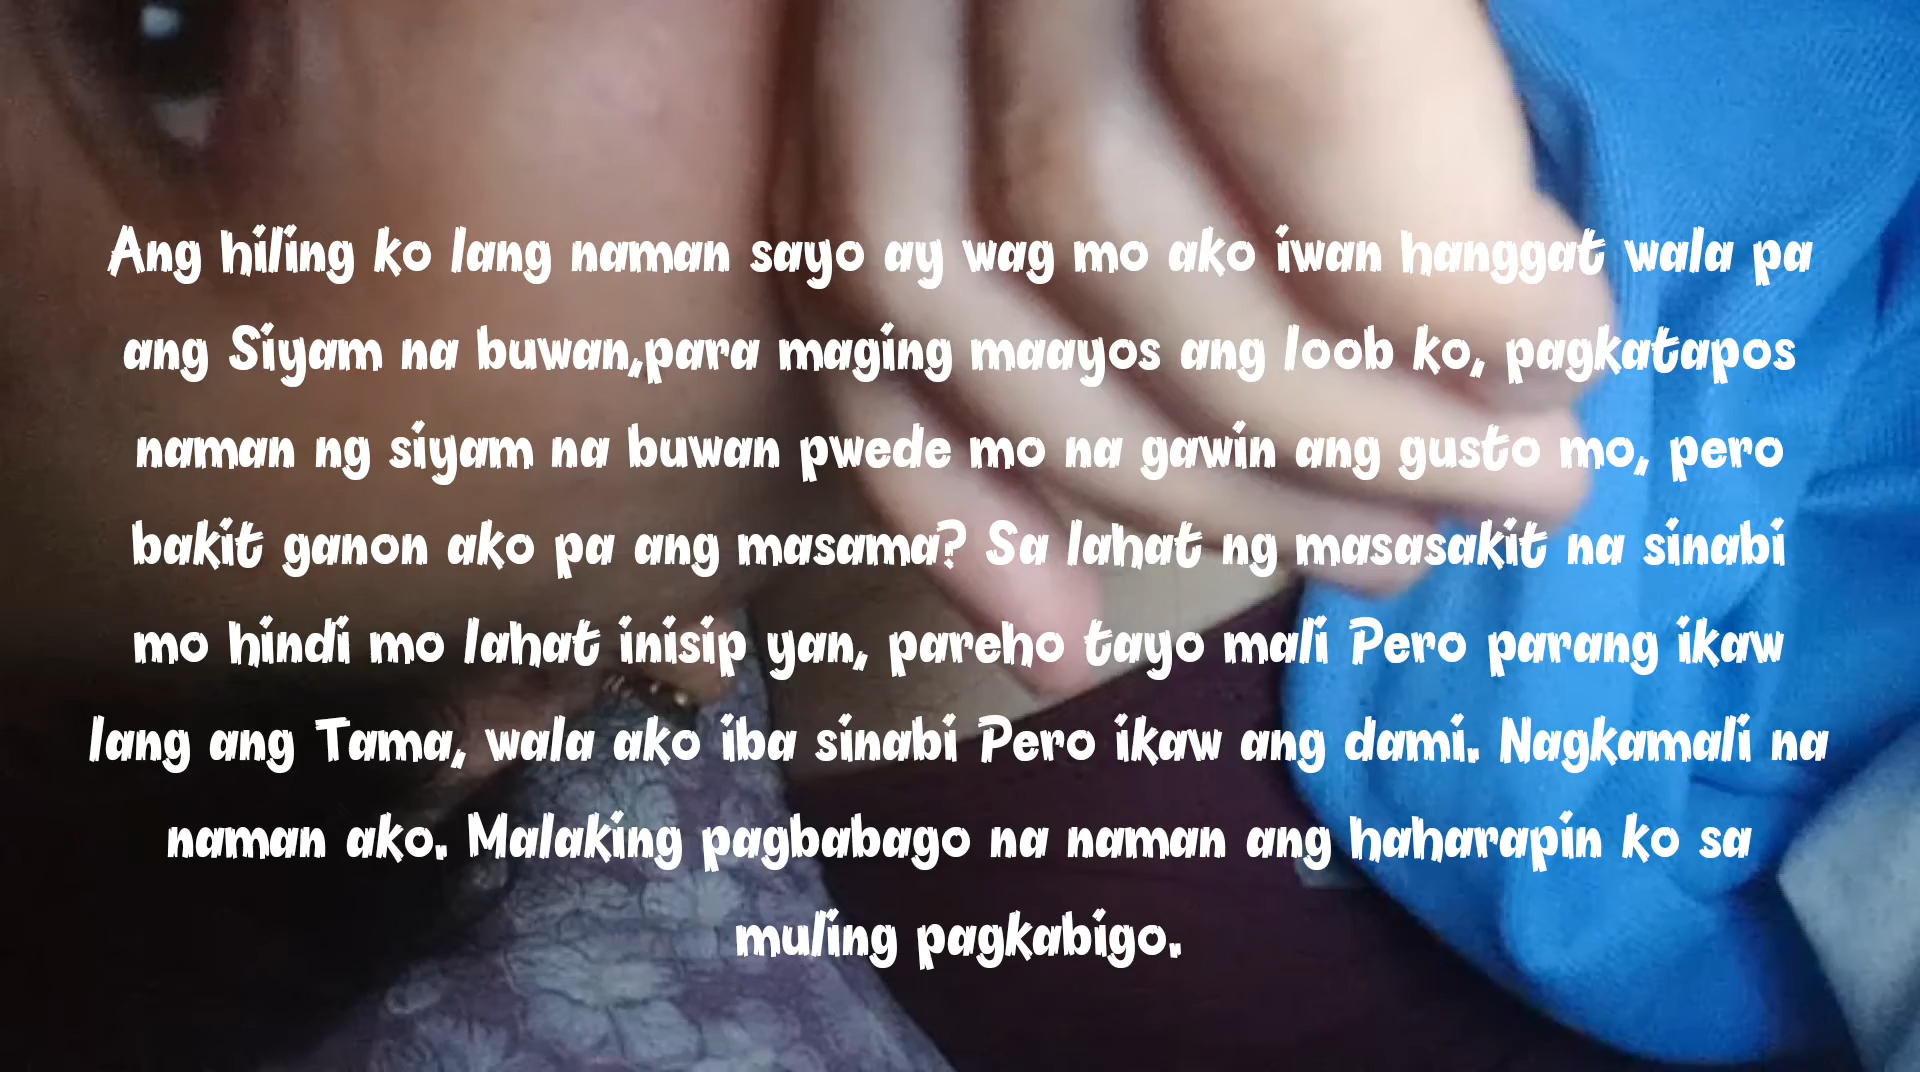 Ang hiling ko lang naman sayo ay wag mo ako iwan hanggat wala pa
ang Siyam na buwan,para maging maayos ang loob ko, pagkatapos
naman ng siyam na buwan pwede mo na gawin ang gusto mo, pero
bakit ganon ako pa ang masama? Sa lahat ng masasakit na sinabi
mo hindi mo lahat inisip yan, pareho tayo mali Pero parang ikaw
lang ang Tama, wala ako iba sinabi Pero ikaw ang dami. Nagkamali na
naman ako. Malaking pagbabago na naman ang haharapin ko sa
muling pagkabigo.